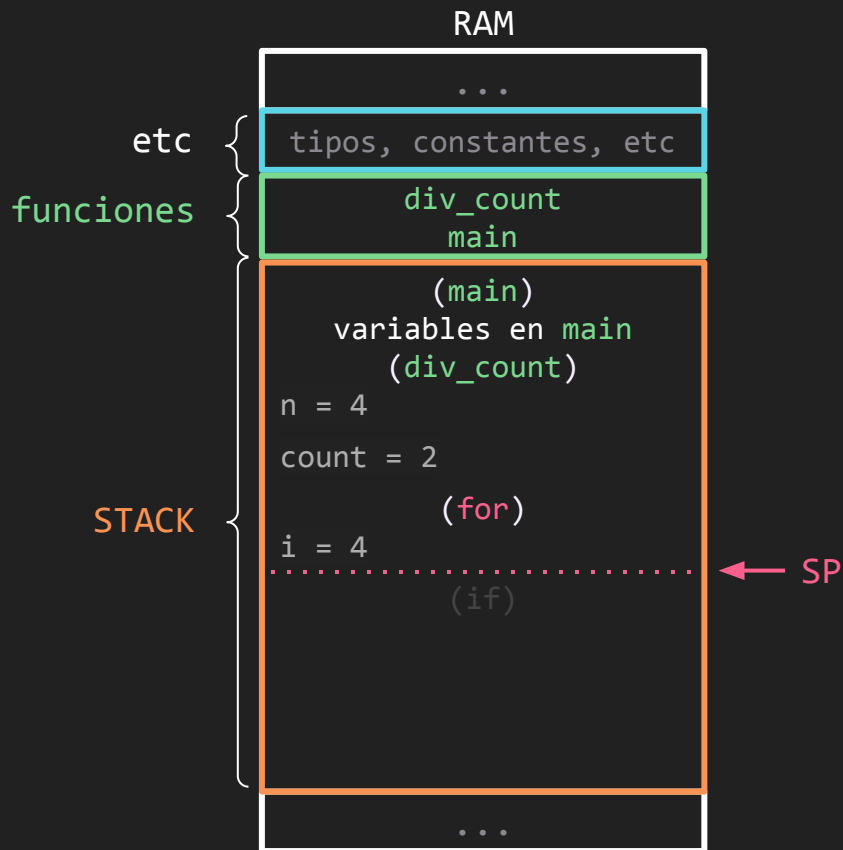 RAM
...
etc
tipos, constantes, etc
funciones
div_count
main
(main)
variables en main
(div_count)
n = 4
count = 2
(for)
STACK
i = 4
SP
(if)
...